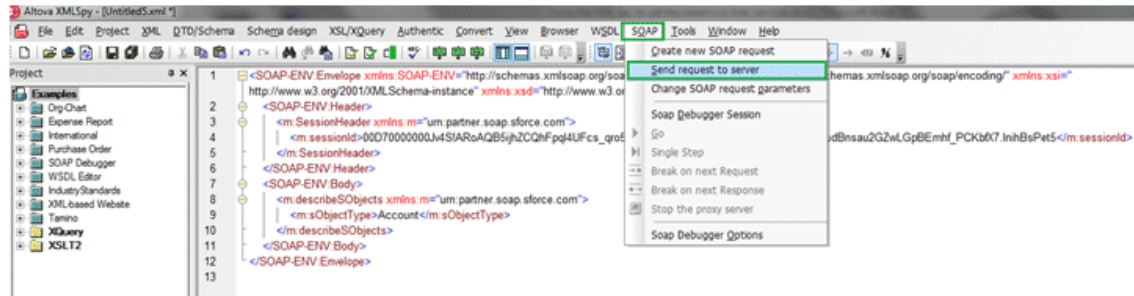 Altova XMLSpy - [Untitled5.xml *]
File Edit Project XML DTD/Schema Schema design XSL/XQuery Authentic Convert View Browser WSDL SOAP Tools Window Help
Project
Examples
Org-Chart
Expense Report
International
Purchase Order
SOAP Debugger
WSDL Editor
IndustryStandards
XML-based Website
Tamino
XQuery
XSLT2
1 <SOAP-ENV:Envelope xmlns:SOAP-ENV="http://schemas.xmlsoap.org/soa hemas.xmlsoap.org/soap/encoding/" xmlns:xsi="
http://www.w3.org/2001/XMLSchema-instance" xmlns:xsd="http://www.w3.or
2 <SOAP-ENV:Header>
3 <m:SessionHeader xmlns:m="urn:partner.soap.sforce.com">
4 <m:sessionId> </m:sessionId>
5 </m:SessionHeader>
6 </SOAP-ENV:Header>
7 <SOAP-ENV:Body>
8 <m:describeSObjects xmlns:m="urn:partner.soap.sforce.com">
9 <m:sObjectType>Account</m:sObjectType>
10 </m:describeSObjects>
11 </SOAP-ENV:Body>
12 </SOAP-ENV:Envelope>
13
Create new SOAP request
Send request to server
Change SOAP request parameters
Soap Debugger Session
Go
Single Step
Break on next Request
Break on next Response
Stop the proxy server
Soap Debugger Options